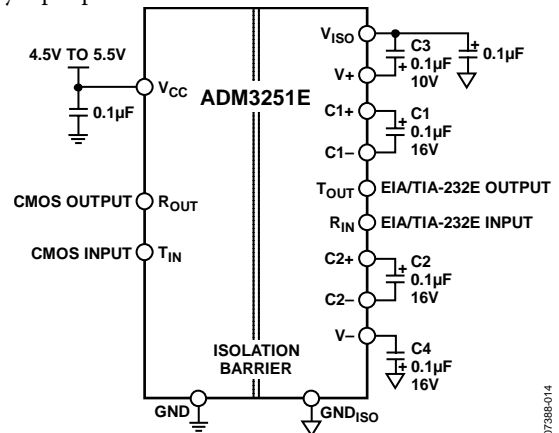 4.5V TO 5.5V
0.1µF
VCC
ADM3251E
VISO
C3
0.1µF
10V
+
0.1µF
V+
+
C1+
C1
0.1µF
16V
+
C1–
TOUT
EIA/TIA-232E OUTPUT
CMOS OUTPUT
ROUT
RIN
EIA/TIA-232E INPUT
CMOS INPUT
TIN
C2+
C2
0.1µF
16V
+
C2–
V–
C4
0.1µF
16V
+
ISOLATION
BARRIER
GND
GNDISO
07388-014